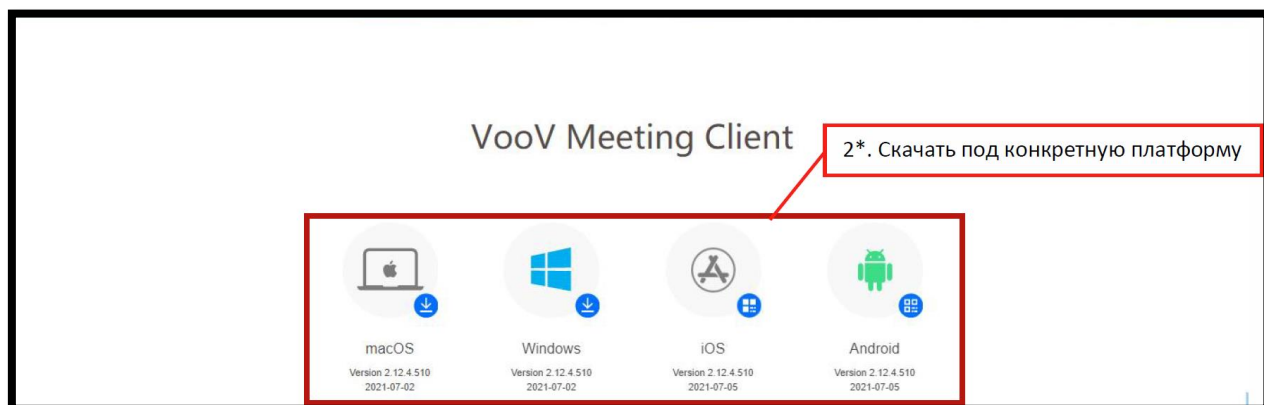 VooV Meeting Client
2*. Скачать под конкретную платформу
macOS
Version 2.12.4.510
2021-07-02
Windows
Version 2.12.4.510
2021-07-02
iOS
Version 2.12.4.510
2021-07-05
Android
Version 2.12.4.510
2021-07-05